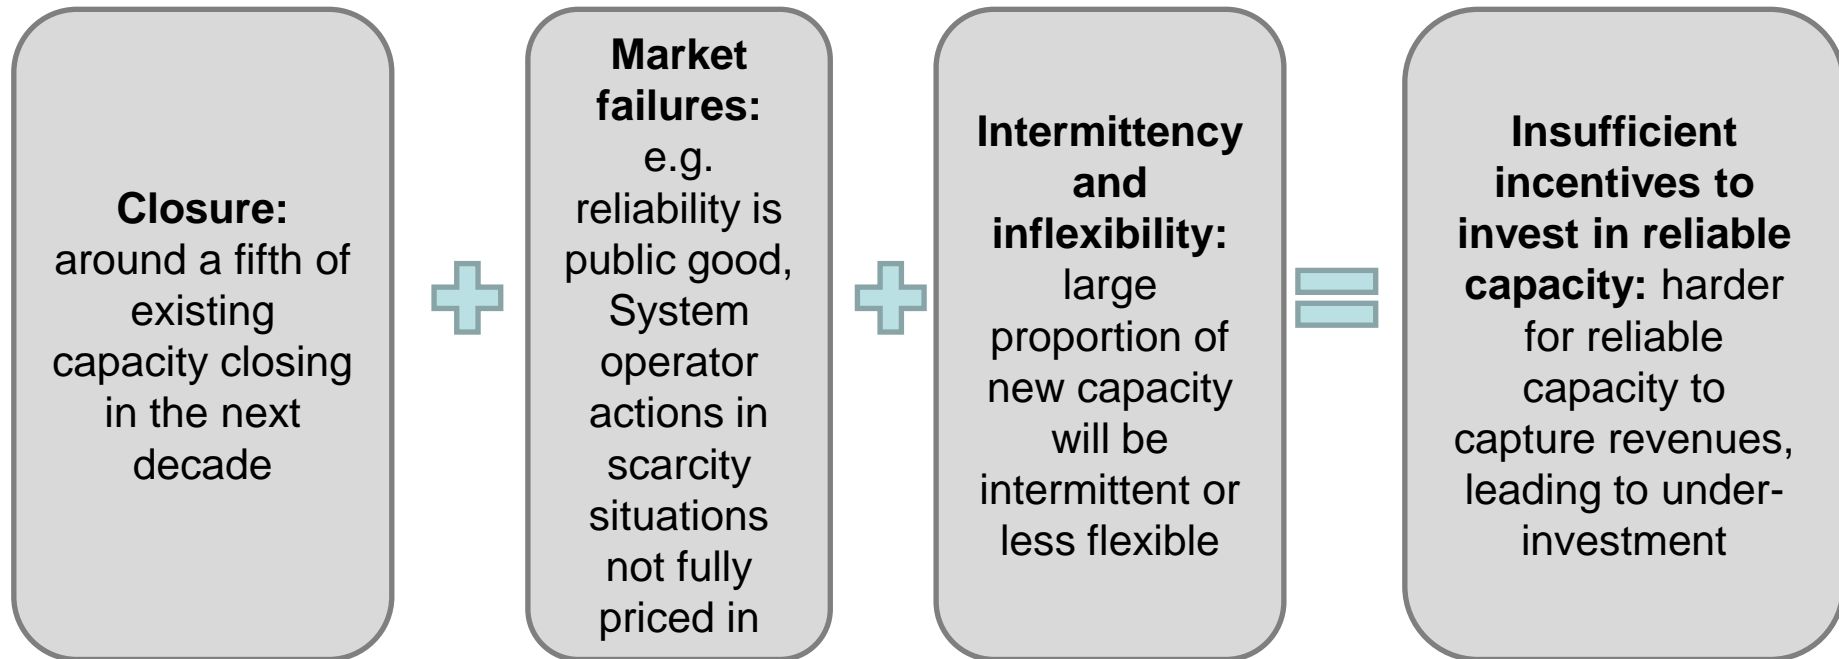 Closure:
around a fifth of
existing
capacity closing
in the next
decade
Market
failures:
e.g.
reliability is
public good,
System
operator
actions in
scarcity
situations
not fully
priced in
Intermittency
and
inflexibility:
large
proportion of
new capacity
will be
intermittent or
less flexible
Insufficient
incentives to
invest in reliable
capacity: harder
for reliable
capacity to
capture revenues,
leading to under-
investment